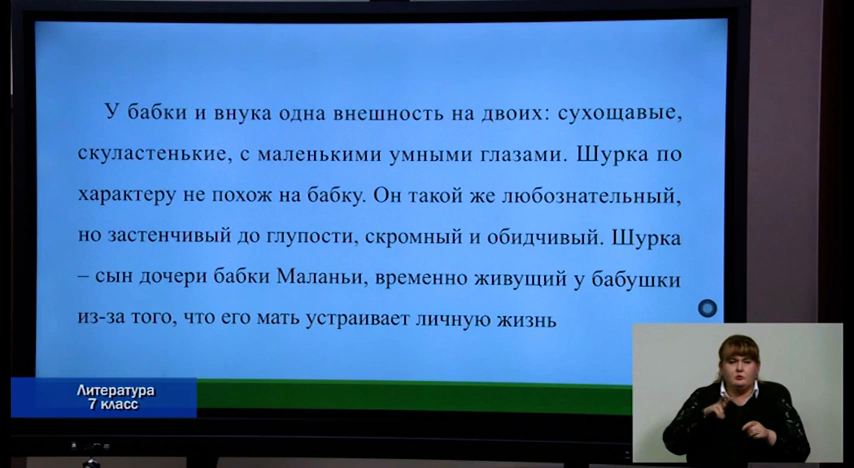 У бабки и внука одна внешность на двоих: сухощавые,
скуластенькие, с маленькими умными глазами. Шурка по
характеру не похож на бабку. Он такой же любознательный,
но застенчивый до глупости, скромный и обидчивый. Шурка
– сын дочери бабки Маланьи, временно живущий у бабушки
из-за того, что его мать устраивает личную жизнь
Литература
7 класс